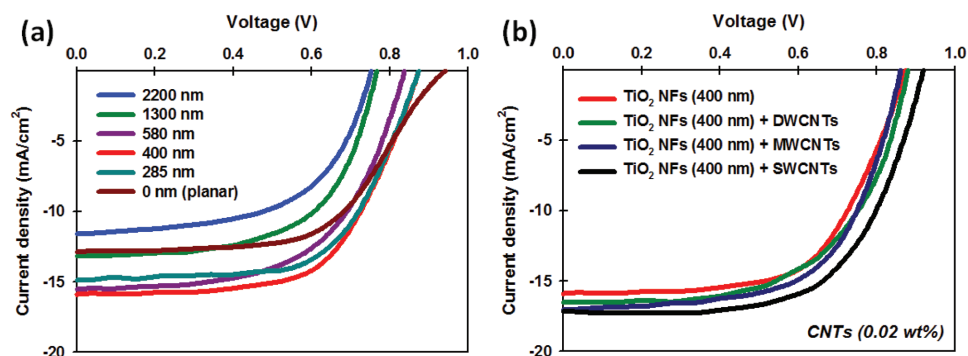 (a)
Voltage (V)
0.0 0.2 0.4 0.6 0.8 1.0
Current density (mA/cm²)
-5
-10
-15
-20
2200 nm
1300 nm
580 nm
400 nm
285 nm
0 nm (planar)
(b)
Voltage (V)
0.0 0.2 0.4 0.6 0.8 1.0
Current density (mA/cm²)
-5
-10
-15
-20
TiO₂ NFs (400 nm)
TiO₂ NFs (400 nm) + DWCNTs
TiO₂ NFs (400 nm) + MWCNTs
TiO₂ NFs (400 nm) + SWCNTs
CNTs (0.02 wt%)